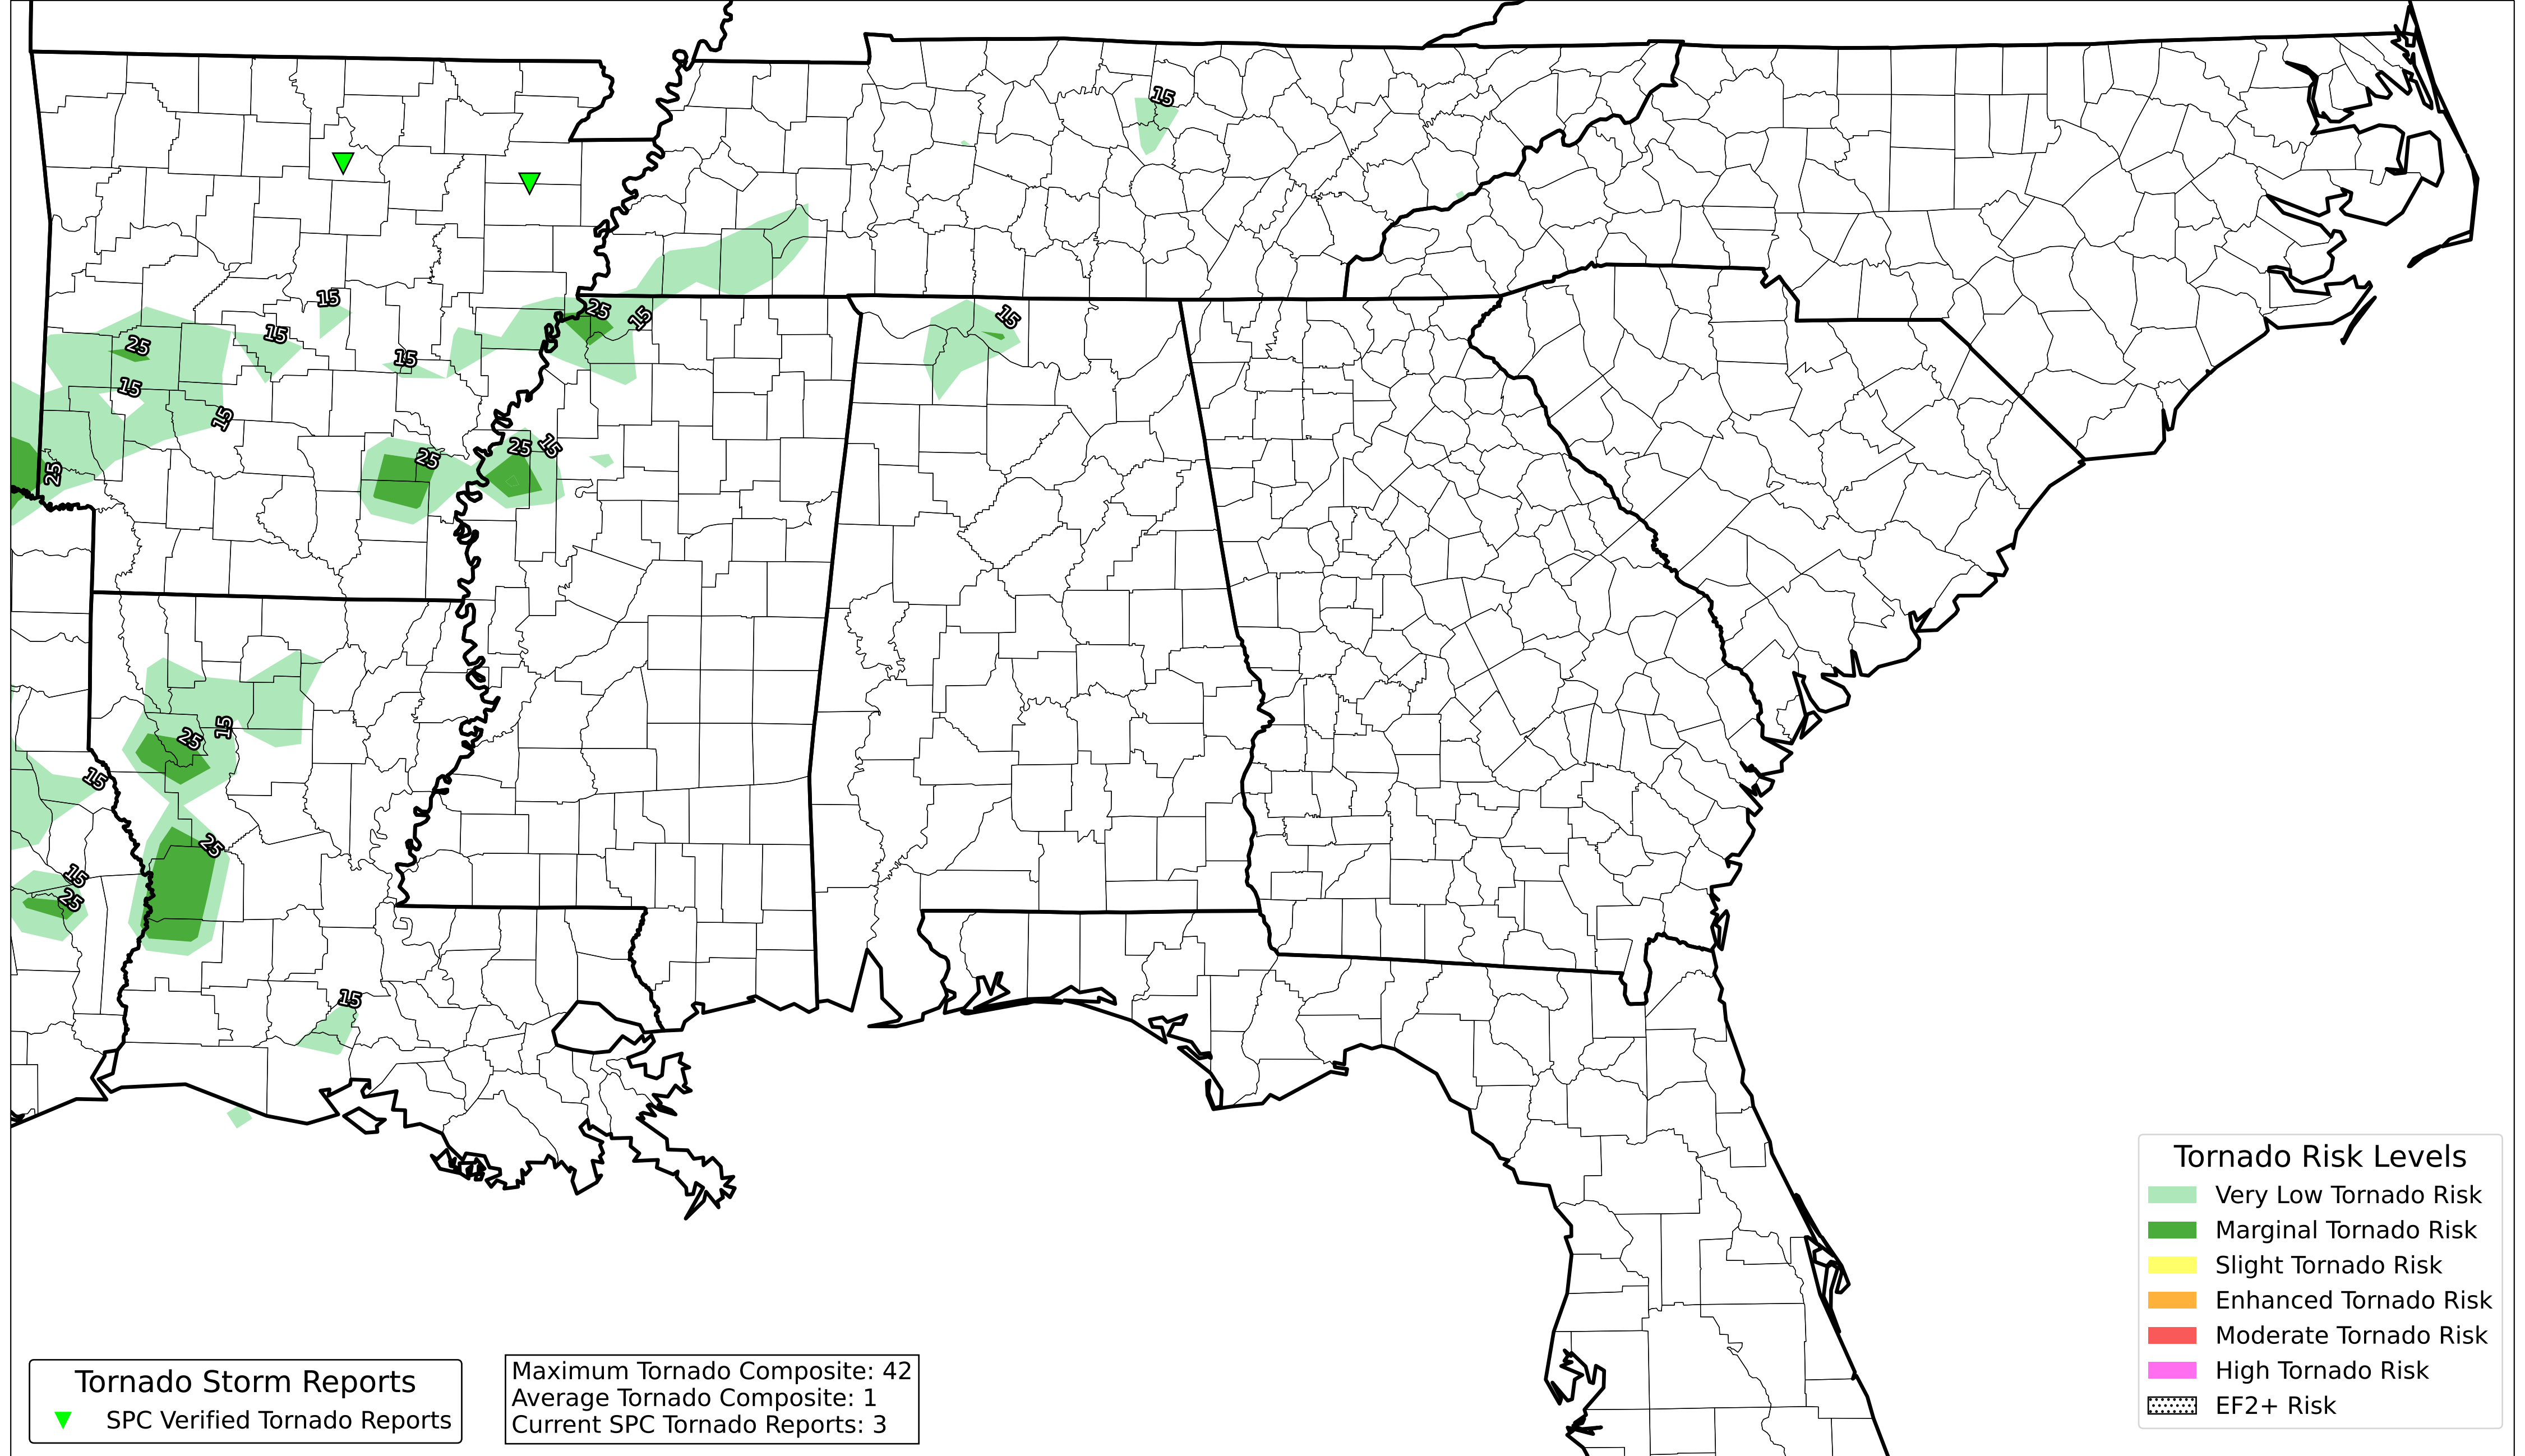 15
15
25
15
15
15
25
15
15
15
25
15
25
25
15
25
15
25
15
25
15
25
15
Tornado Risk Levels
Very Low Tornado Risk
Marginal Tornado Risk
Slight Tornado Risk
Enhanced Tornado Risk
Moderate Tornado Risk
High Tornado Risk
EF2+ Risk
Tornado Storm Reports
SPC Verified Tornado Reports
Maximum Tornado Composite: 42
Average Tornado Composite: 1
Current SPC Tornado Reports: 3